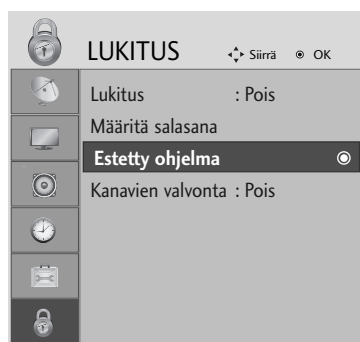 LUKITUS Siirrä OK
Lukitus : Pois
Määritä salasana
Estetty ohjelma
Kanavien valvonta : Pois